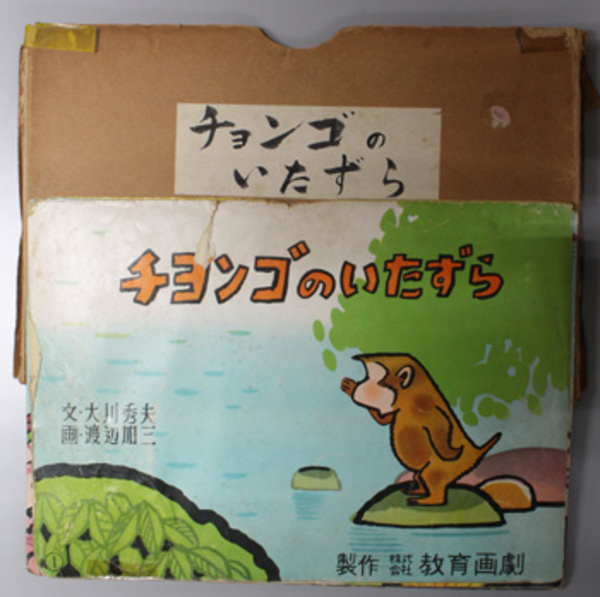 チョンゴの
いたずら
チヨンゴのいたずら
文・大川秀夫
画・渡辺加三
製作 株式会社 教育画劇
1